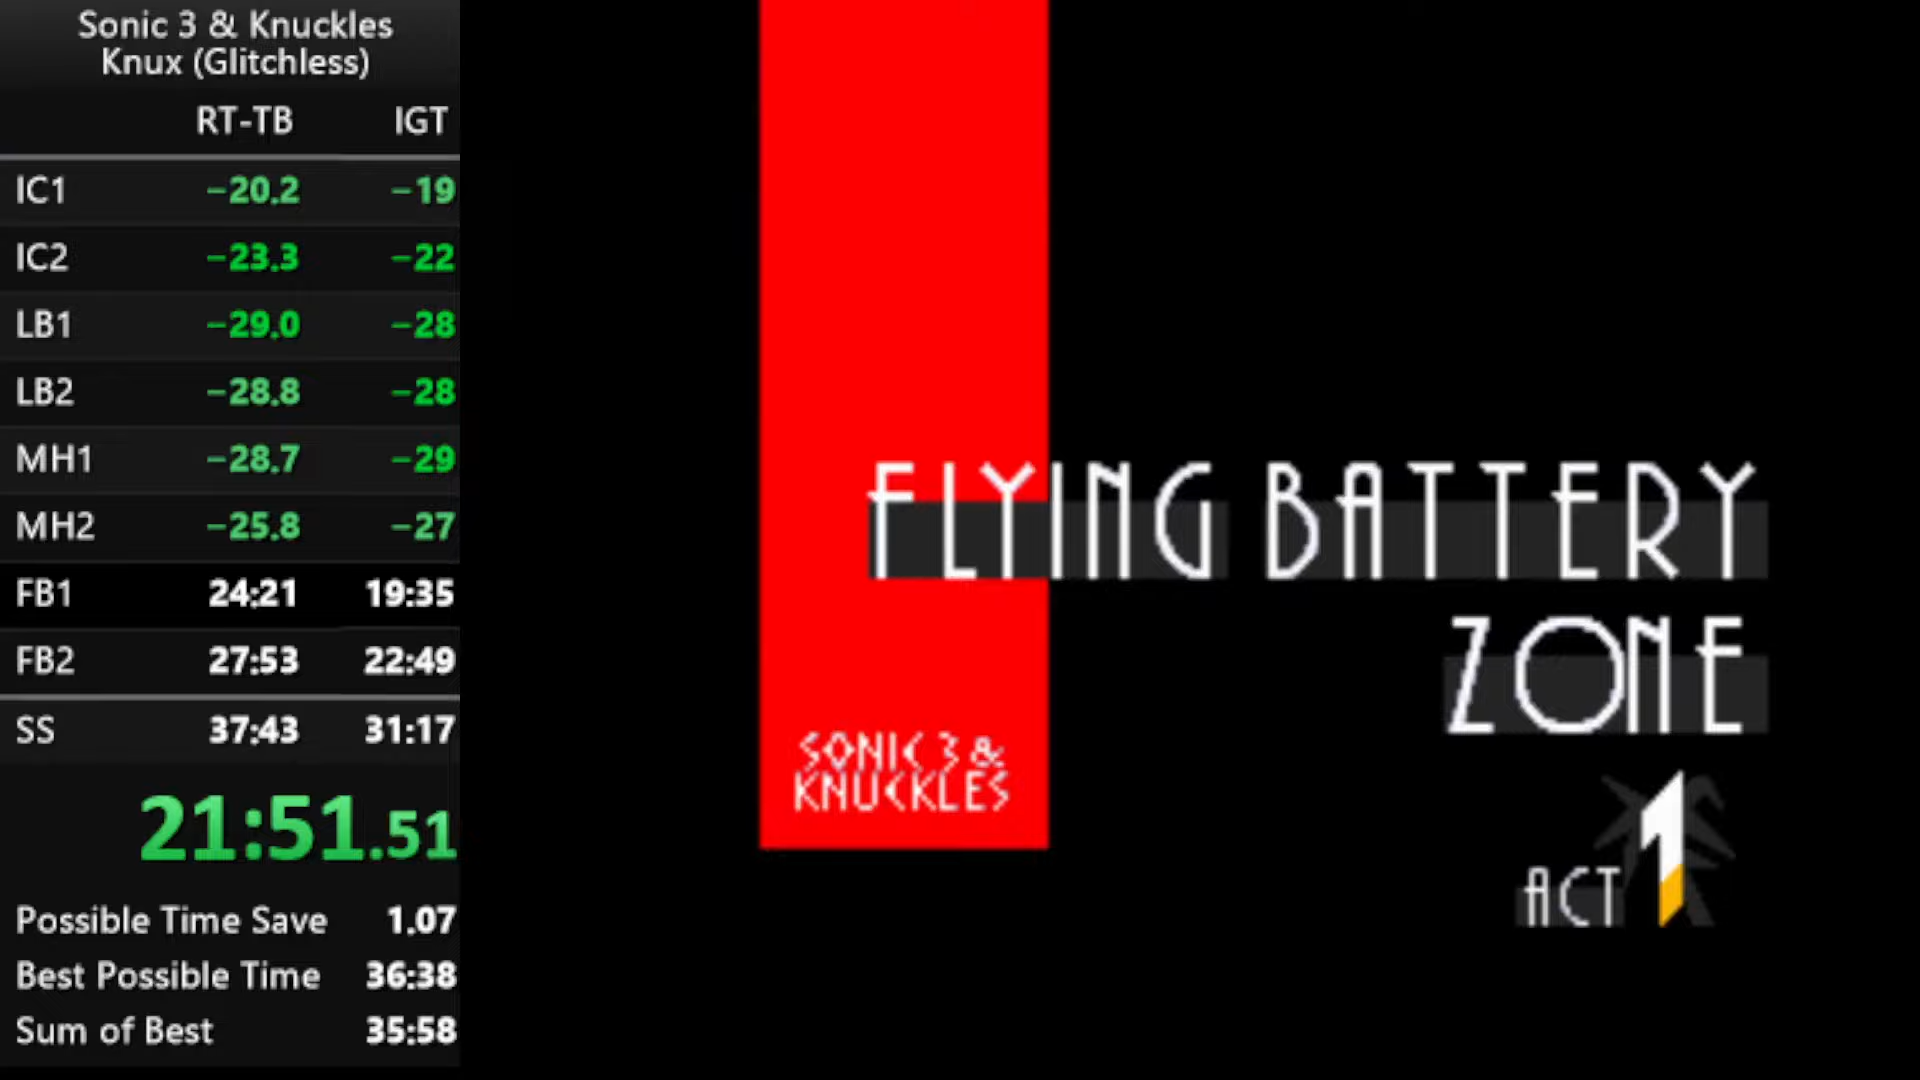 Sonic 3 & Knuckles
Knux (Glitchless)
RT-TB IGT
IC1 −20.2 −19
IC2 −23.3 −22
LB1 −29.0 −28
LB2 −28.8 −28
MH1 −28.7 −29
MH2 −25.8 −27
FB1 24:21 19:35
FB2 27:53 22:49
SS 37:43 31:17
21:51.51
Possible Time Save 1.07
Best Possible Time 36:38
Sum of Best 35:58
FLYING BATTERY
ZONE
SONIC 3 &
KNUCKLES
ACT 1